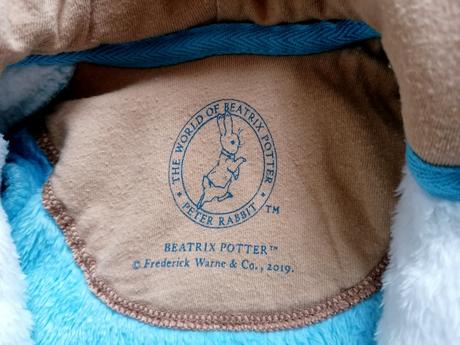 THE WORLD OF BEATRIX POTTER
PETER RABBIT
™
BEATRIX POTTER™
© Frederick Warne & Co., 2019.